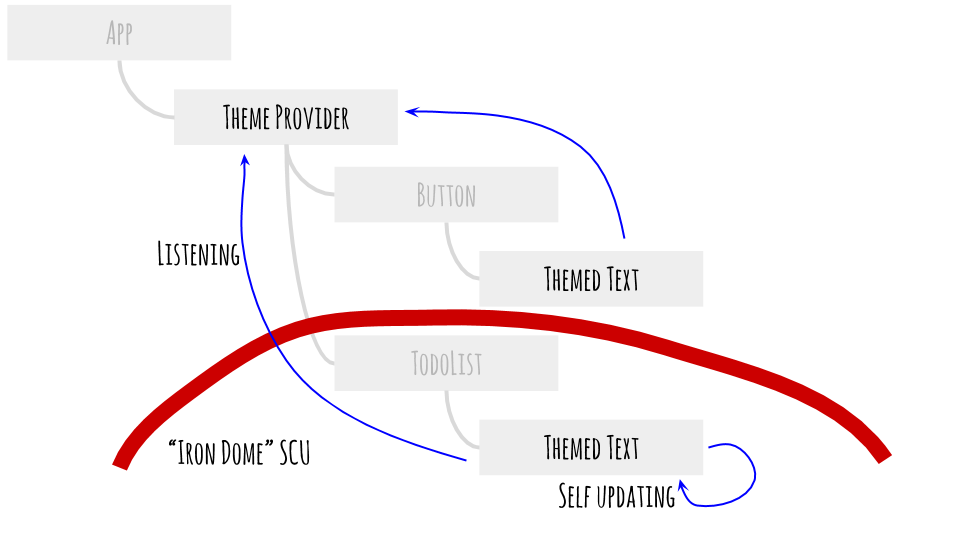 App
Theme Provider
Button
Listening
Themed Text
TodoList
"Iron Dome" SCU
Themed Text
Self updating